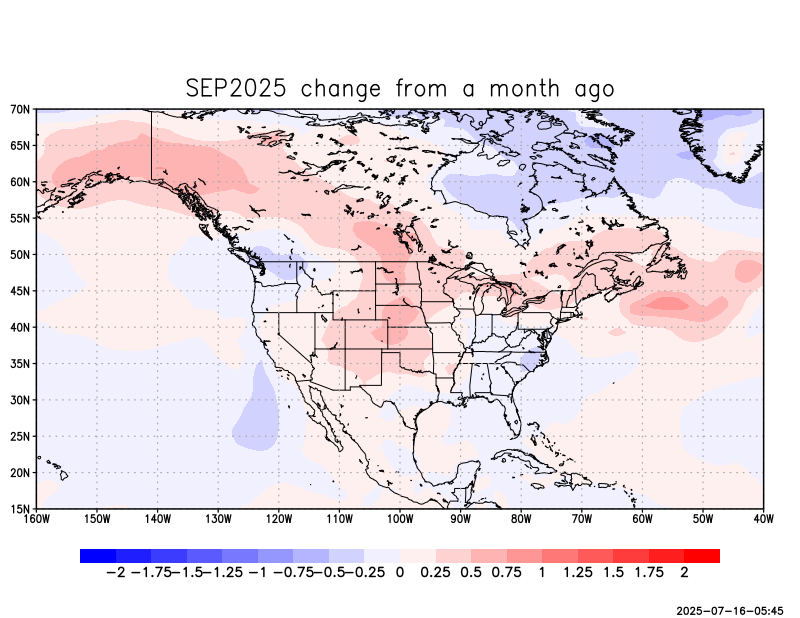 SEP2025 change from a month ago
70N
65N
60N
55N
50N
45N
40N
35N
30N
25N
20N
15N
160W 150W 140W 130W 120W 110W 100W 90W 80W 70W 60W 50W 40W
-2 -1.75-1.5-1.25 -1 -0.75-0.5-0.25 0 0.25 0.5 0.75 1 1.25 1.5 1.75 2
2025-07-16-05:45